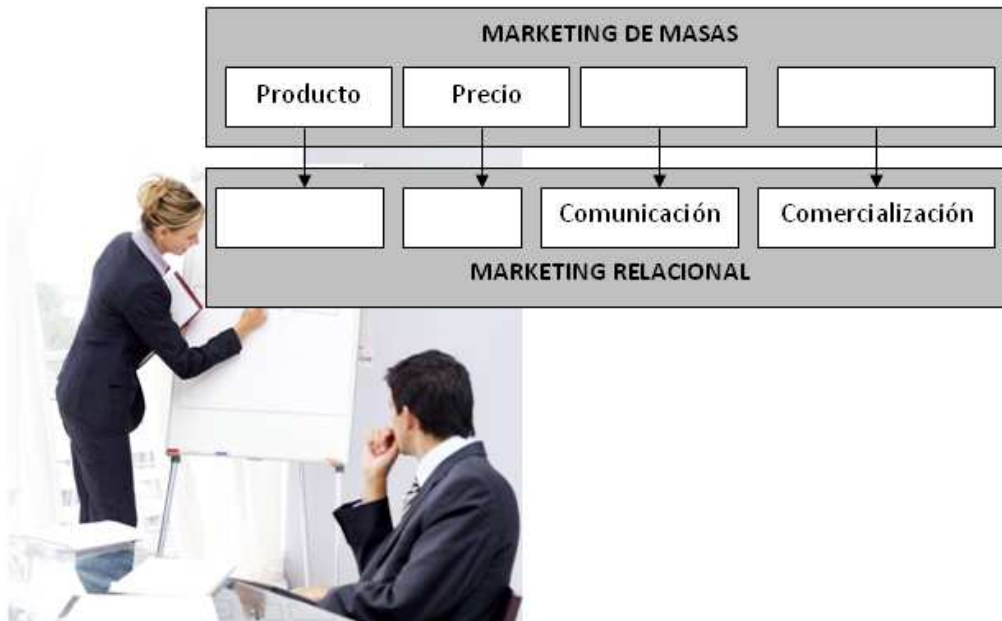 MARKETING DE MASAS
Producto
Precio
Comunicación
Comercialización
MARKETING RELACIONAL